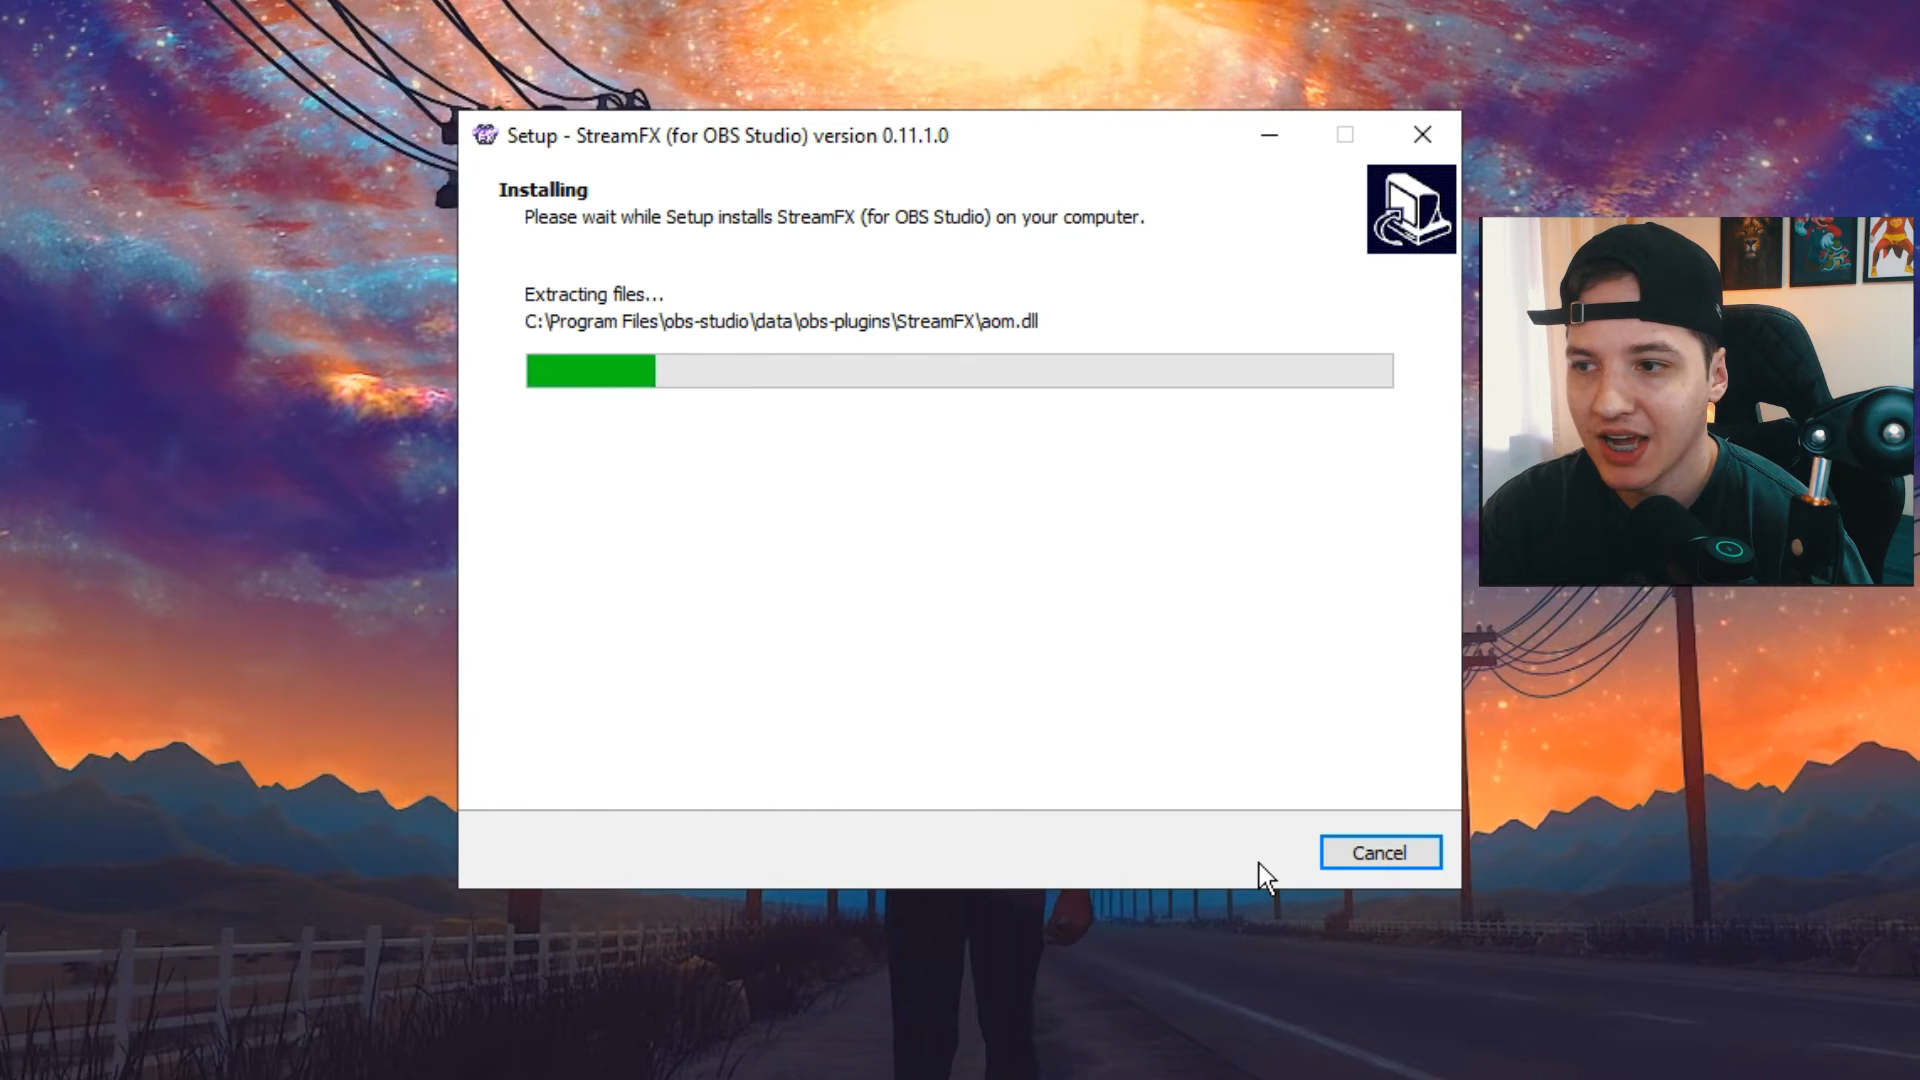 Setup - StreamFX (for OBS Studio) version 0.11.1.0
Installing
Please wait while Setup installs StreamFX (for OBS Studio) on your computer.
Extracting files...
C:\Program Files\obs-studio\data\obs-plugins\StreamFX\aom.dll
Cancel